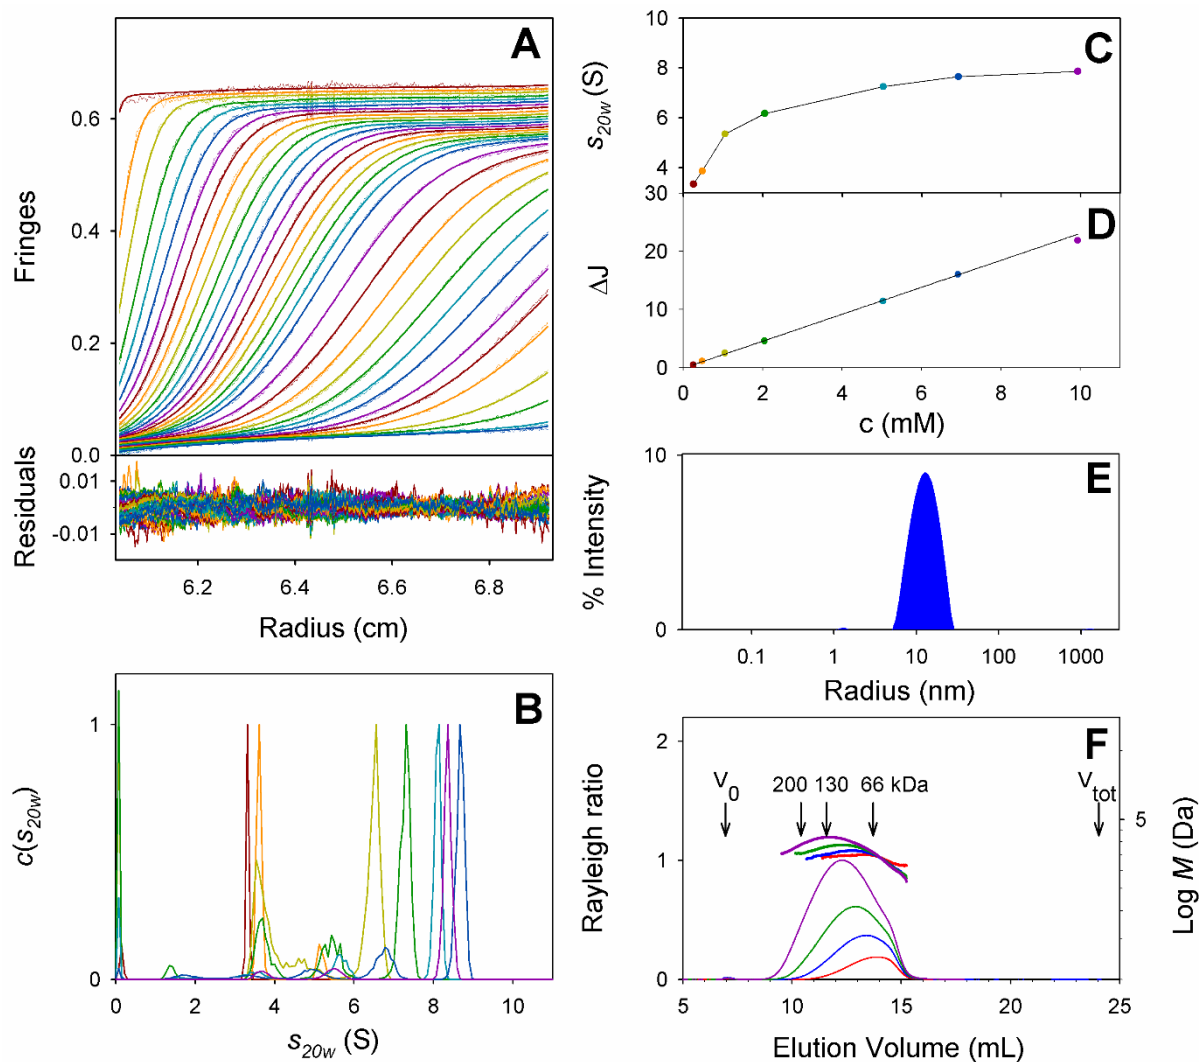 A
Fringes
0.6
0.4
0.2
0.0
Residuals
0.01
-0.01
6.2 6.4 6.6 6.8
Radius (cm)
B
c(s20w)
1
0
0 2 4 6 8 10
s20w (S)
C
s20w (S)
10
8
6
4
30
D
ΔJ
20
10
0
0 2 4 6 8 10
c (mM)
E
% Intensity
10
0
0.1 1 10 100 1000
Radius (nm)
F
Rayleigh ratio
2
1
0
V0 200 130 66 kDa Vtot
5
Log M (Da)
5 10 15 20 25
Elution Volume (mL)